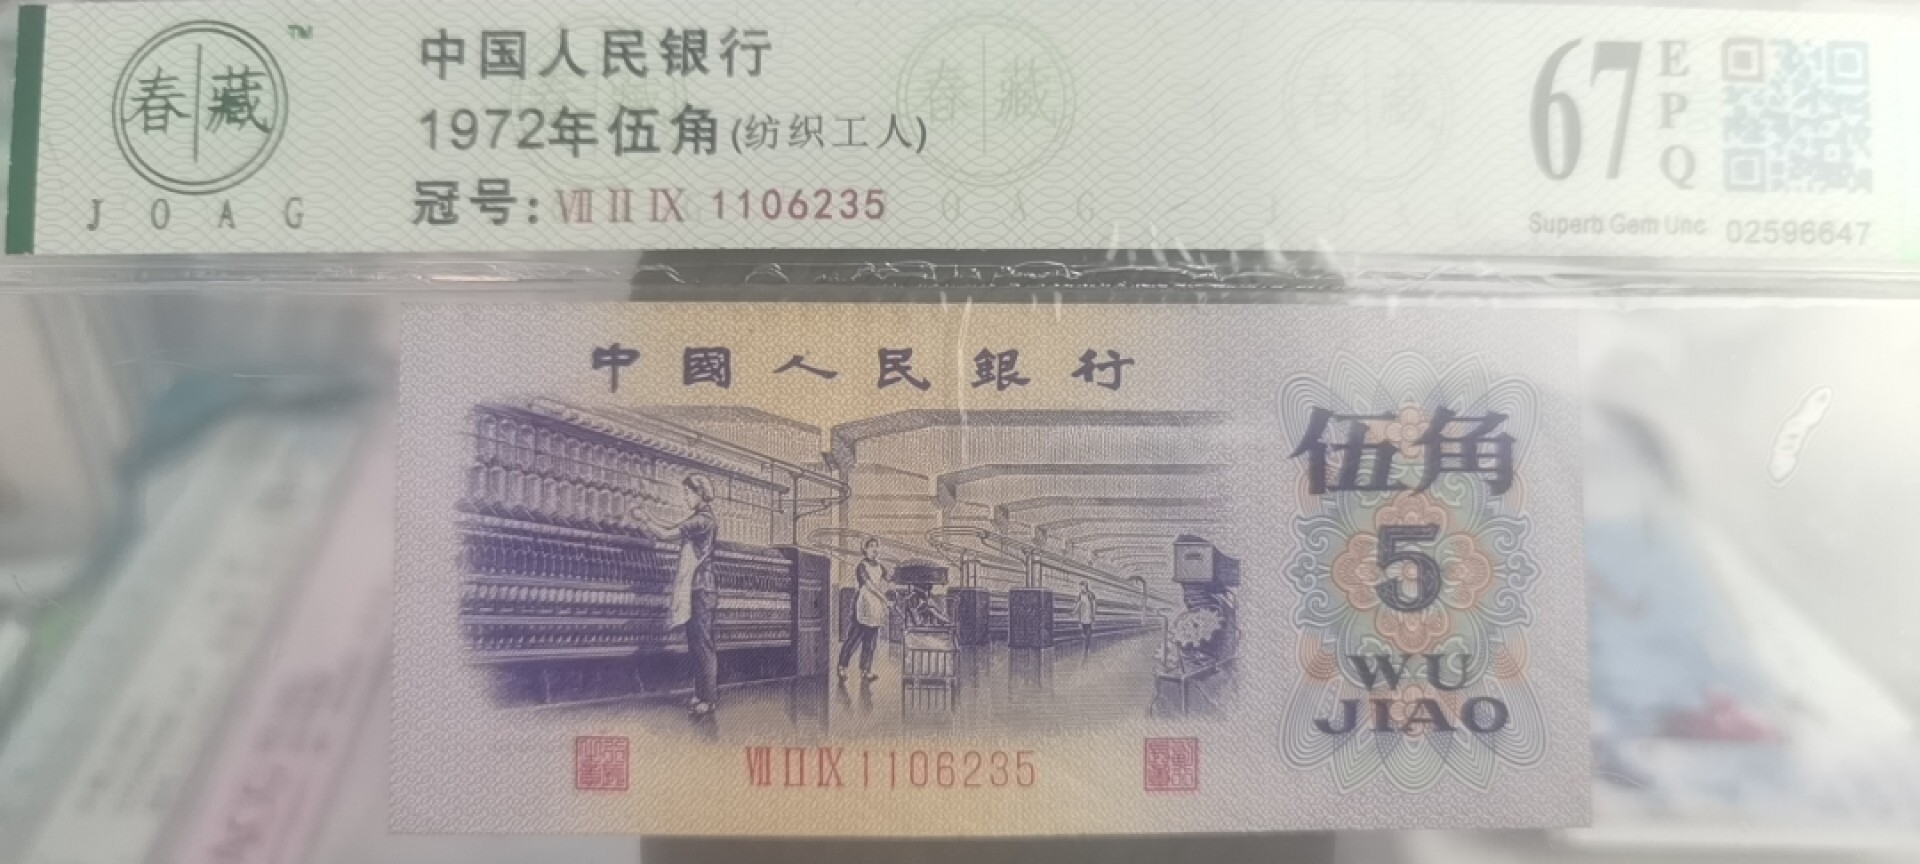 春藏 TM
JOAG
中国人民银行
1972年伍角(纺织工人)
冠号: Ⅶ Ⅱ Ⅸ 1106235
67 EPQ
Superb Gem Unc 02596647
中國人民銀行
伍角
5
WU
JIAO
Ⅶ Ⅱ Ⅸ 1106235